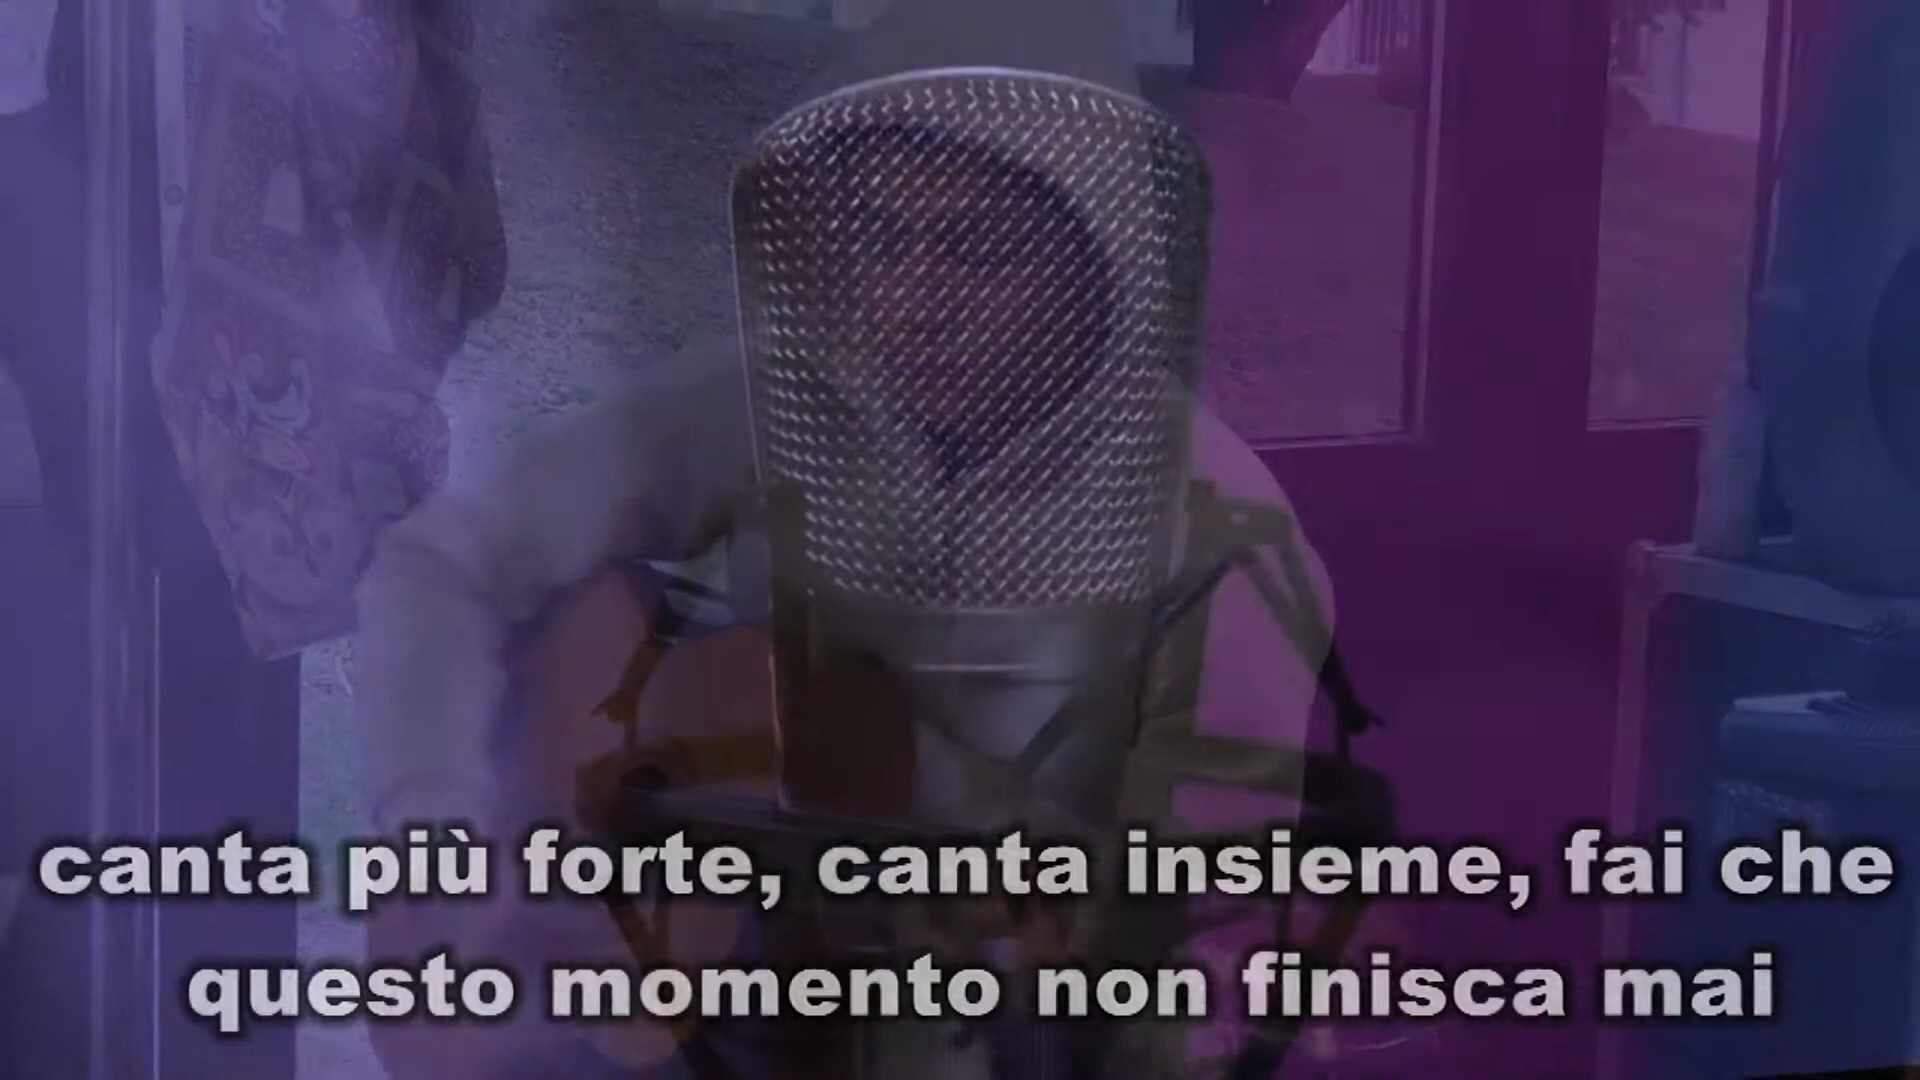 canta più forte, canta insieme, fai che
questo momento non finisca mai